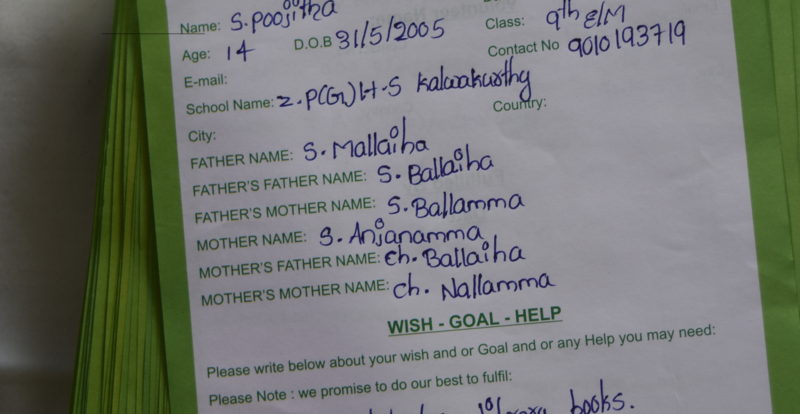 Name: S. Poojitha
Age: 14 D.O.B 31/5/2005 Class: 9th E/M
E-mail: Contact No 9010193719
School Name: Z.P(G)H.S Kalwakurthy
City: Country:
FATHER NAME: S. Mallaiha
FATHER'S FATHER NAME: S. Ballaiha
FATHER'S MOTHER NAME: S. Ballamma
MOTHER NAME: S. Anjanamma
MOTHER'S FATHER NAME: Ch. Ballaiha
MOTHER'S MOTHER NAME: Ch. Nallamma
WISH - GOAL - HELP
Please write below about your wish and or Goal and or any Help you may need:
Please Note : we promise to do our best to fulfil:
books.